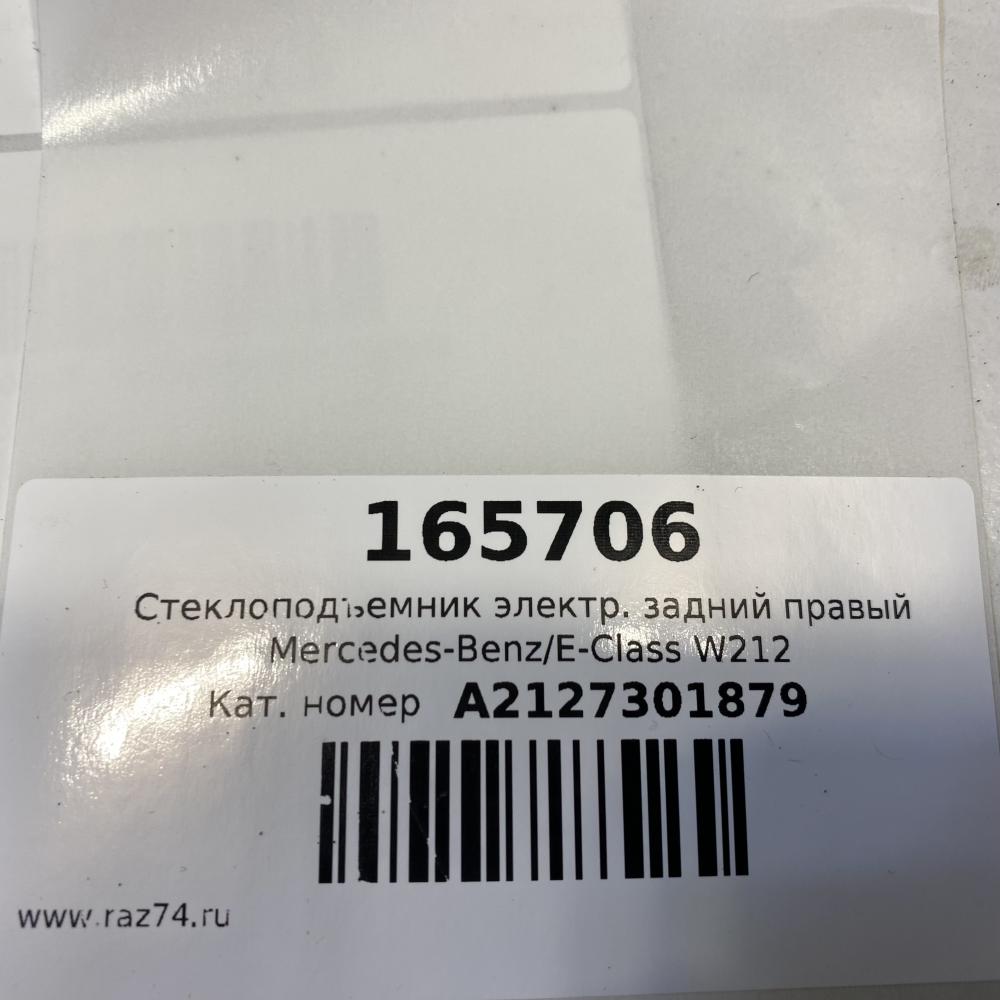 165706
Стеклоподъемник электр. задний правый
Mercedes-Benz/E-Class W212
Кат. номер A2127301879
www.raz74.ru